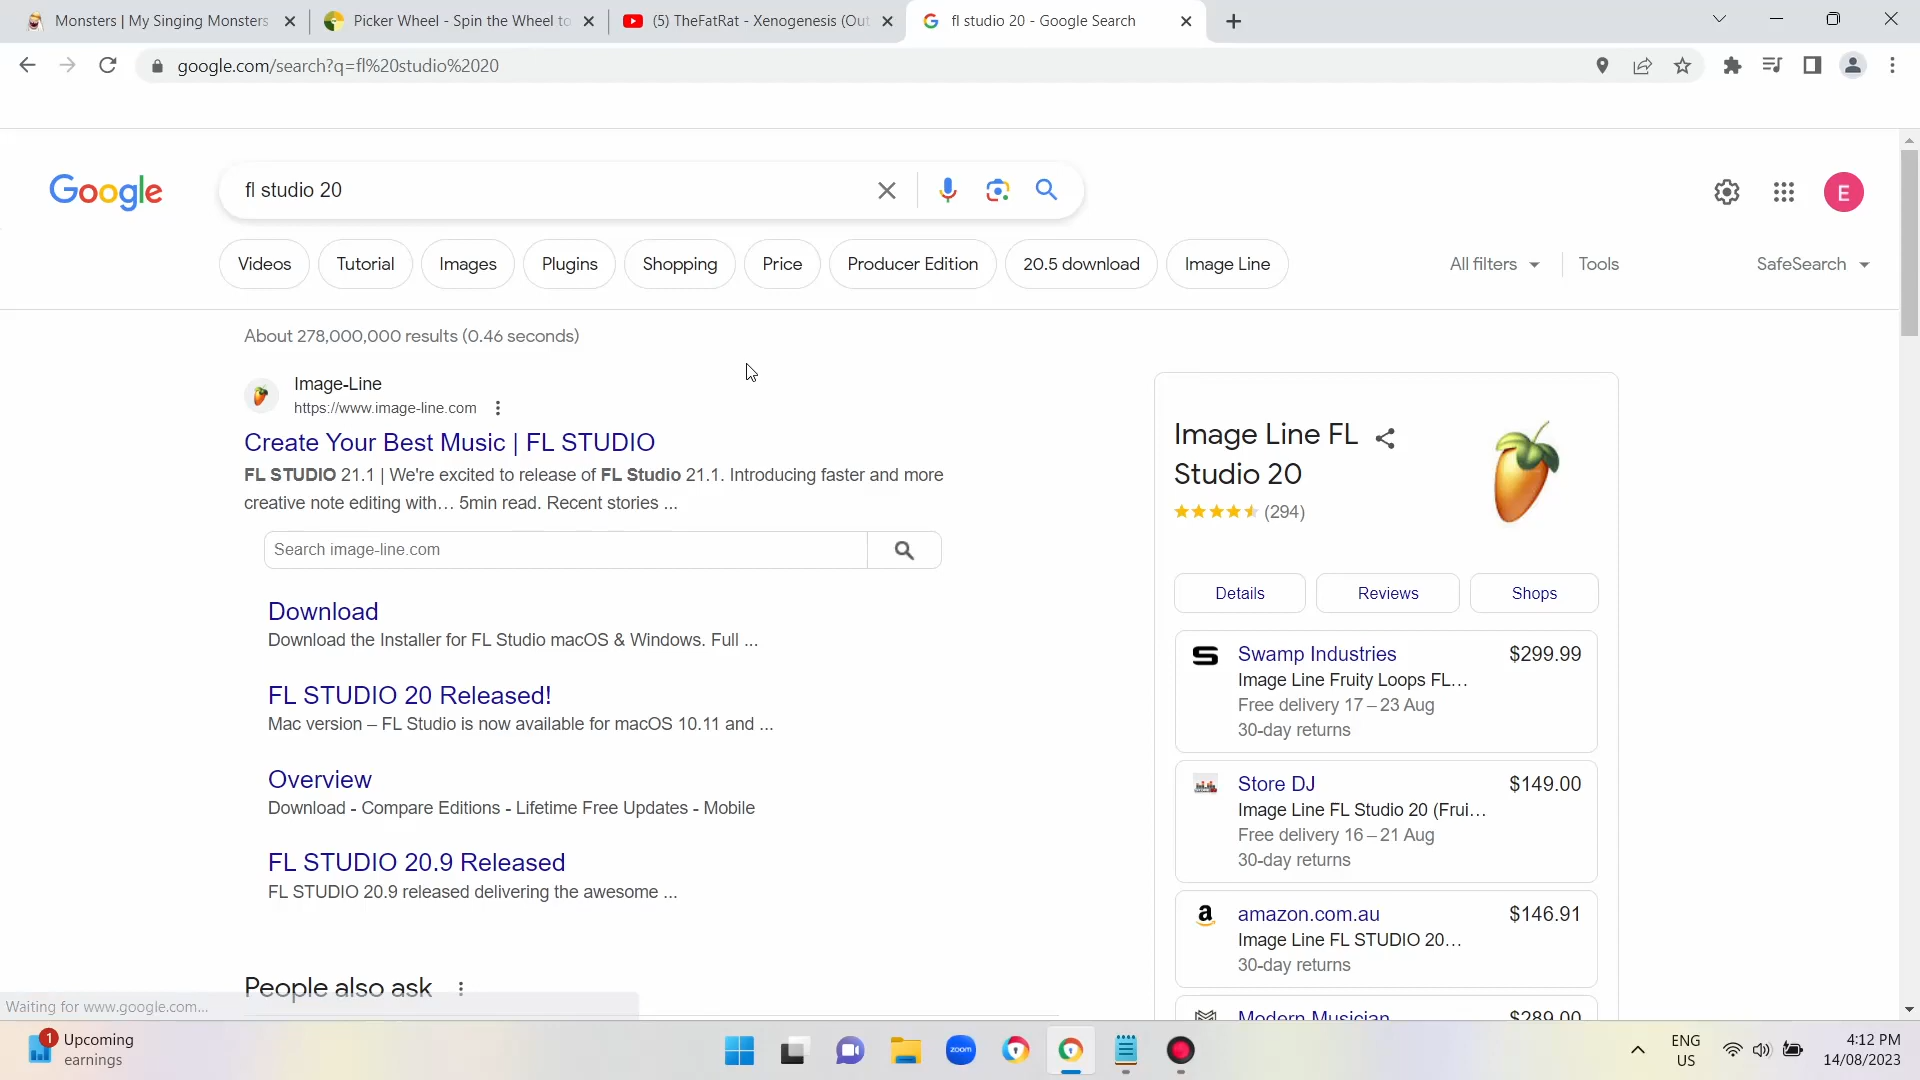 Monsters | My Singing Monsters
Picker Wheel - Spin the Wheel to
(5) TheFatRat - Xenogenesis (Out
fl studio 20 - Google Search
google.com/search?q=fl%20studio%2020
Google
fl studio 20
E
Videos
Tutorial
Images
Plugins
Shopping
Price
Producer Edition
20.5 download
Image Line
All filters
Tools
SafeSearch
About 278,000,000 results (0.46 seconds)
Image-Line
https://www.image-line.com
Create Your Best Music | FL STUDIO
FL STUDIO 21.1 | We're excited to release of FL Studio 21.1. Introducing faster and more
creative note editing with… 5min read. Recent stories ...
Search image-line.com
Download
Download the Installer for FL Studio macOS & Windows. Full ...
FL STUDIO 20 Released!
Mac version – FL Studio is now available for macOS 10.11 and ...
Overview
Download - Compare Editions - Lifetime Free Updates - Mobile
FL STUDIO 20.9 Released
FL STUDIO 20.9 released delivering the awesome ...
People also ask
Image Line FL
Studio 20
(294)
Details
Reviews
Shops
Swamp Industries
$299.99
Image Line Fruity Loops FL...
Free delivery 17 – 23 Aug
30-day returns
Store DJ
$149.00
Image Line FL Studio 20 (Frui...
Free delivery 16 – 21 Aug
30-day returns
a
amazon.com.au
$146.91
Image Line FL STUDIO 20...
30-day returns
Modern Musician
$289.00
Waiting for www.google.com...
1
Upcoming
earnings
zoom
ENG
US
4:12 PM
14/08/2023